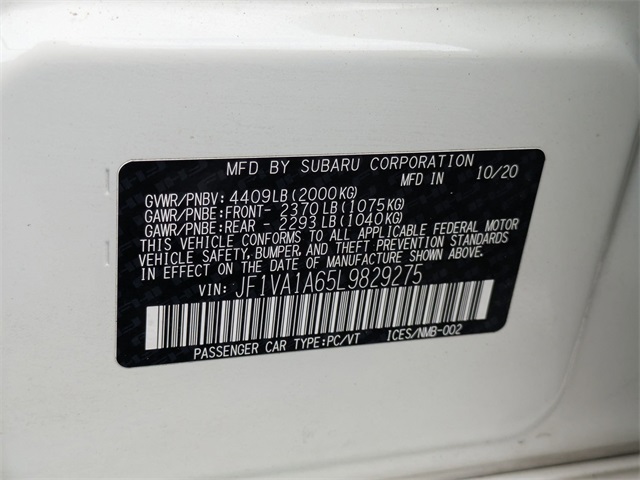 MFD BY SUBARU CORPORATION
MFD IN 10/20
GVWR/PNBV: 4409LB(2000KG)
GAWR/PNBE:FRONT- 2370LB(1075KG)
GAWR/PNBE:REAR - 2293LB(1040KG)
THIS VEHICLE CONFORMS TO ALL APPLICABLE FEDERAL MOTOR
VEHICLE SAFETY, BUMPER, AND THEFT PREVENTION STANDARDS
IN EFFECT ON THE DATE OF MANUFACTURE SHOWN ABOVE.
VIN: JF1VA1A65L9829275
PASSENGER CAR TYPE:PC/VT ICES/NMB-002